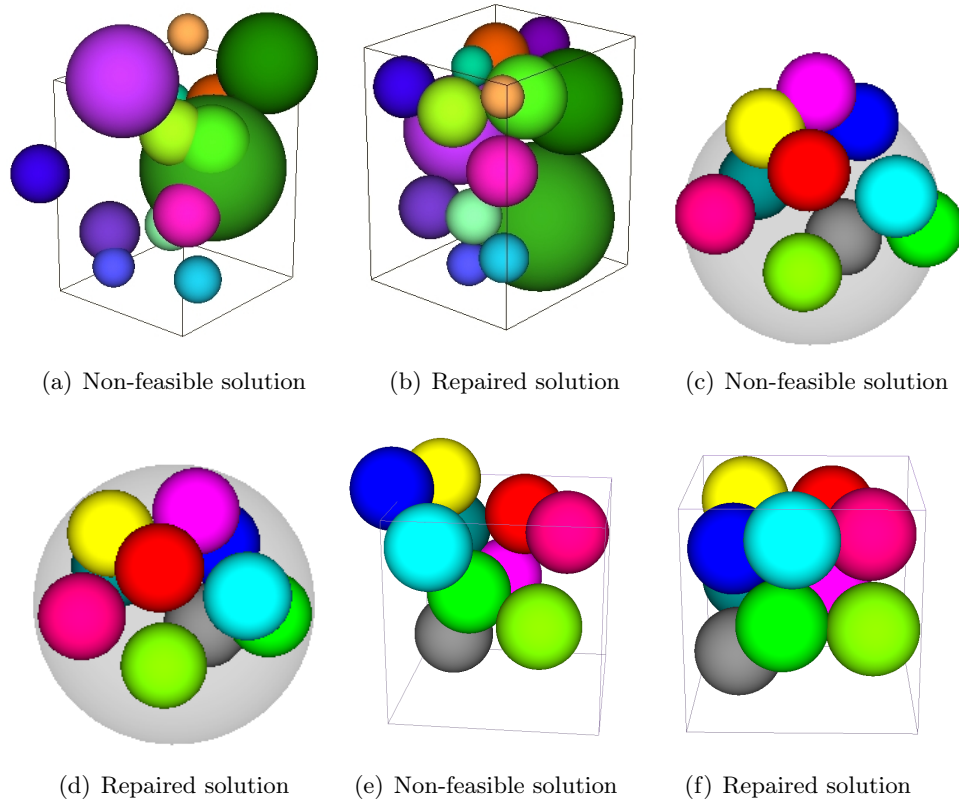 (a) Non-feasible solution
(b) Repaired solution
(c) Non-feasible solution
(d) Repaired solution
(e) Non-feasible solution
(f) Repaired solution